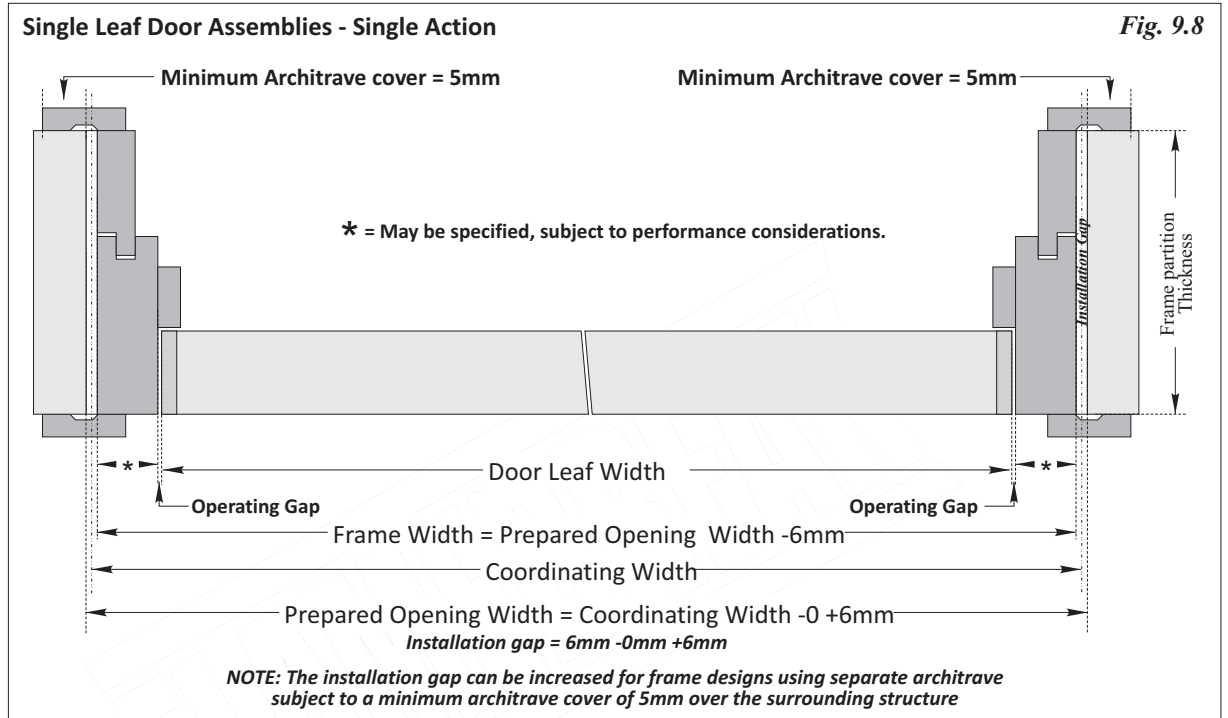 Single Leaf Door Assemblies - Single Action
Fig. 9.8
Minimum Architrave cover = 5mm
Minimum Architrave cover = 5mm
* = May be specified, subject to performance considerations.
Installation Gap
Frame partition
Thickness
*
Door Leaf Width
*
Operating Gap
Operating Gap
Frame Width = Prepared Opening Width -6mm
Coordinating Width
Prepared Opening Width = Coordinating Width -0 +6mm
Installation gap = 6mm -0mm +6mm
NOTE: The installation gap can be increased for frame designs using separate architrave
subject to a minimum architrave cover of 5mm over the surrounding structure